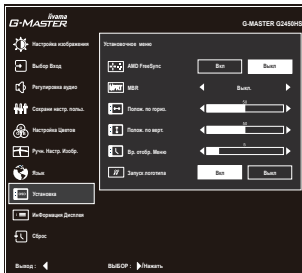 iiyama
G-MASTER
G-MASTER G2450HS
Настройка изображения
Выбор Вход
Регулировка аудио
Сохрани настр. польз.
Настройка Цветов
Ручн. Настр. Изобр.
Язык
Установка
Информация Дисплея
Сброс
Установочное меню
AMD FreeSync Вкл Выкл
MPRT MBR Выкл.
Полож. по гориз. 50
Полож. по верт. 50
Вр. отобр. Меню
Запуск логотипа Вкл Выкл
Выход :
ВЫБОР : /Нажать